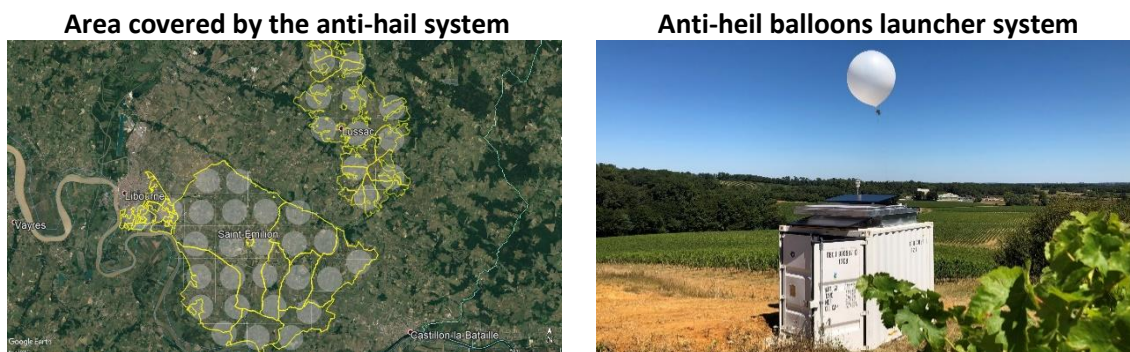 Area covered by the anti-hail system
Anti-heil balloons launcher system
Lussac
Libourne
Vayres
Saint-Emilion
Castillon-la-Bataille
Google Earth